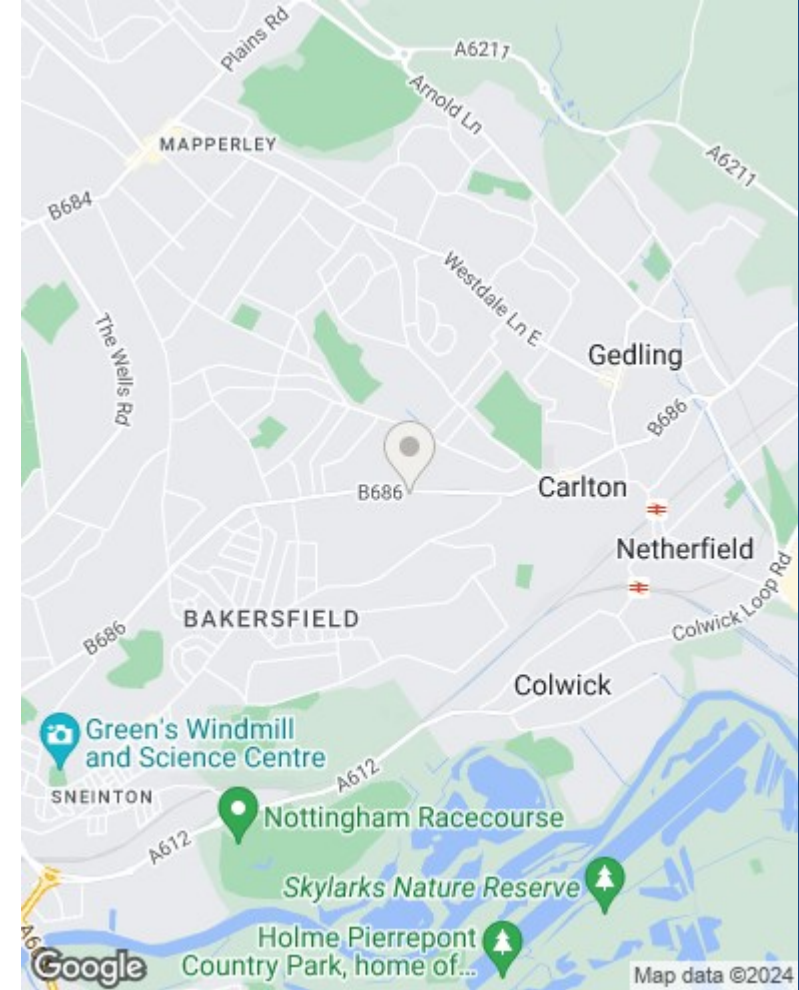 Plains Rd
A6211
Arnold Ln
MAPPERLEY
A6211
B684
Westdale Ln E
The Wells Rd
Gedling
B686
B686
Carlton
Netherfield
BAKERSFIELD
B686
Colwick Loop Rd
Colwick
Green's Windmill
and Science Centre
A612
SNEINTON
Nottingham Racecourse
A612
Skylarks Nature Reserve
Holme Pierrepont
Country Park, home of...
Google
Map data ©2024